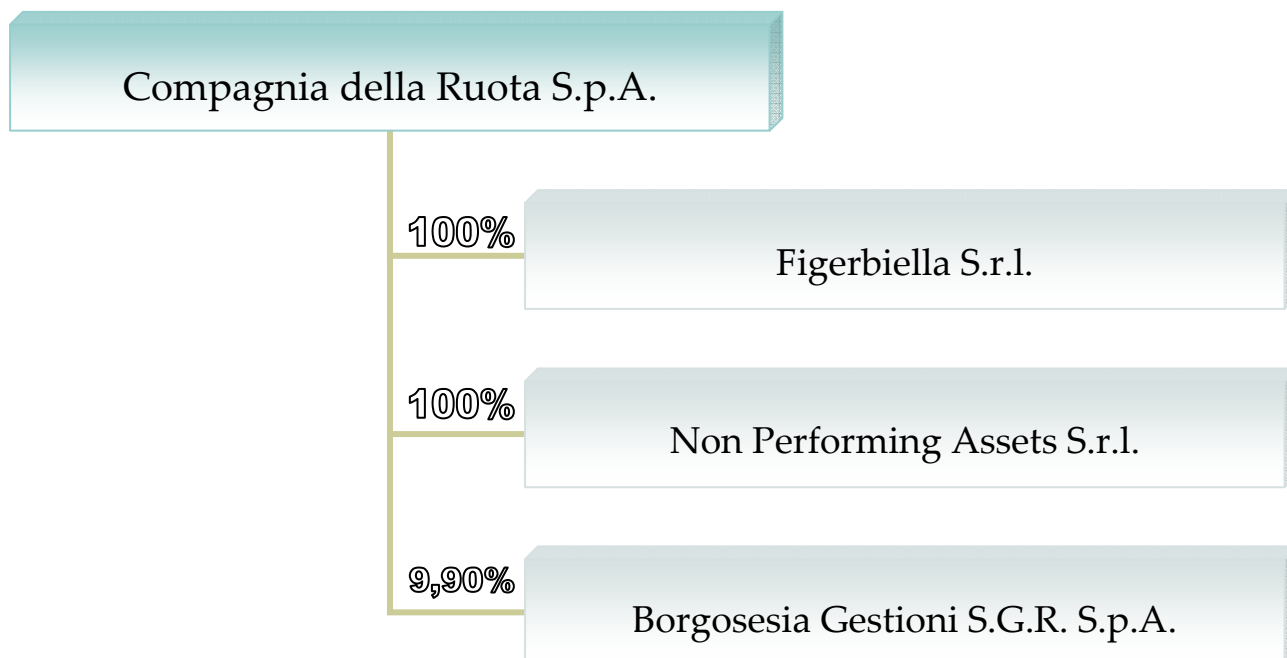 Compagnia della Ruota S.p.A.
100%
Figerbiella S.r.l.
100%
Non Performing Assets S.r.l.
9,90%
Borgosesia Gestioni S.G.R. S.p.A.